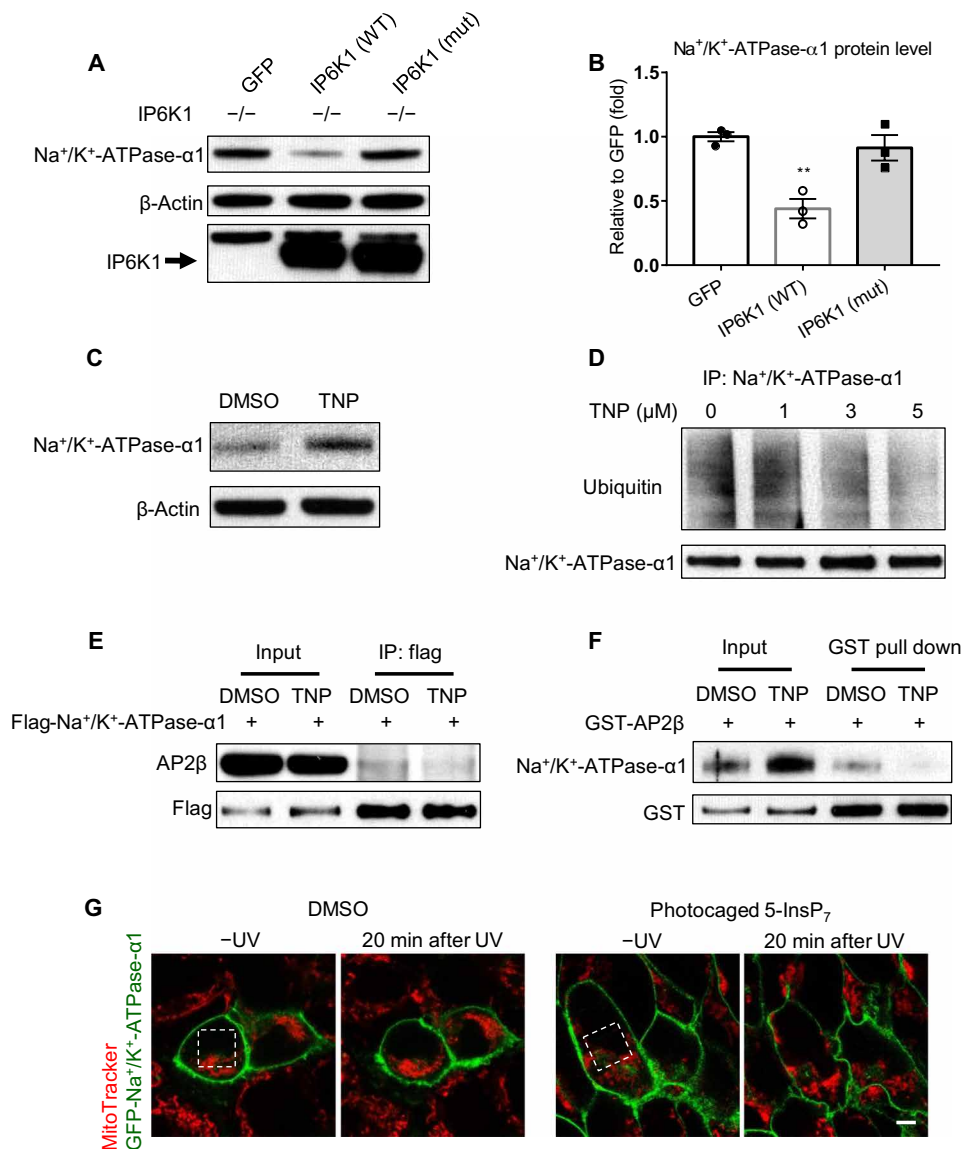 A
GFP
IP6K1 (WT)
IP6K1 (mut)
IP6K1 −/− −/− −/−
Na⁺/K⁺-ATPase-α1
β-Actin
IP6K1
B
Na⁺/K⁺-ATPase-α1 protein level
Relative to GFP (fold)
1.5
1.0
0.5
0.0
**
GFP
IP6K1 (WT)
IP6K1 (mut)
C
DMSO TNP
Na⁺/K⁺-ATPase-α1
β-Actin
D
IP: Na⁺/K⁺-ATPase-α1
TNP (μM) 0 1 3 5
Ubiquitin
Na⁺/K⁺-ATPase-α1
E
Input IP: flag
DMSO TNP DMSO TNP
Flag-Na⁺/K⁺-ATPase-α1 + + + +
AP2β
Flag
F
Input GST pull down
DMSO TNP DMSO TNP
GST-AP2β + + + +
Na⁺/K⁺-ATPase-α1
GST
G
DMSO Photocaged 5-InsP₇
−UV 20 min after UV −UV 20 min after UV
MitoTracker
GFP-Na⁺/K⁺-ATPase-α1